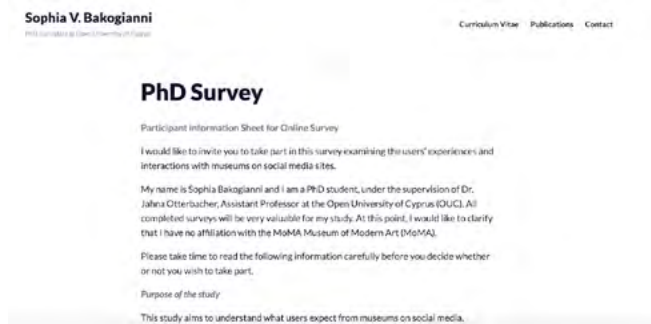 Sophia V. Bakogianni
Curriculum Vitae Publications Contact
PhD Candidate @ Open University of Cyprus
PhD Survey
Participant Information Sheet for Online Survey
I would like to invite you to take part in this survey examining the users' experiences and
interactions with museums on social media sites.
My name is Sophia Bakogianni and I am a PhD student, under the supervision of Dr.
Jahna Otterbacher, Assistant Professor at the Open University of Cyprus (OUC). All
completed surveys will be very valuable for my study. At this point, I would like to clarify
that I have no affiliation with the MoMA Museum of Modern Art (MoMA).
Please take time to read the following information carefully before you decide whether
or not you wish to take part.
Purpose of the study
This study aims to understand what users expect from museums on social media.